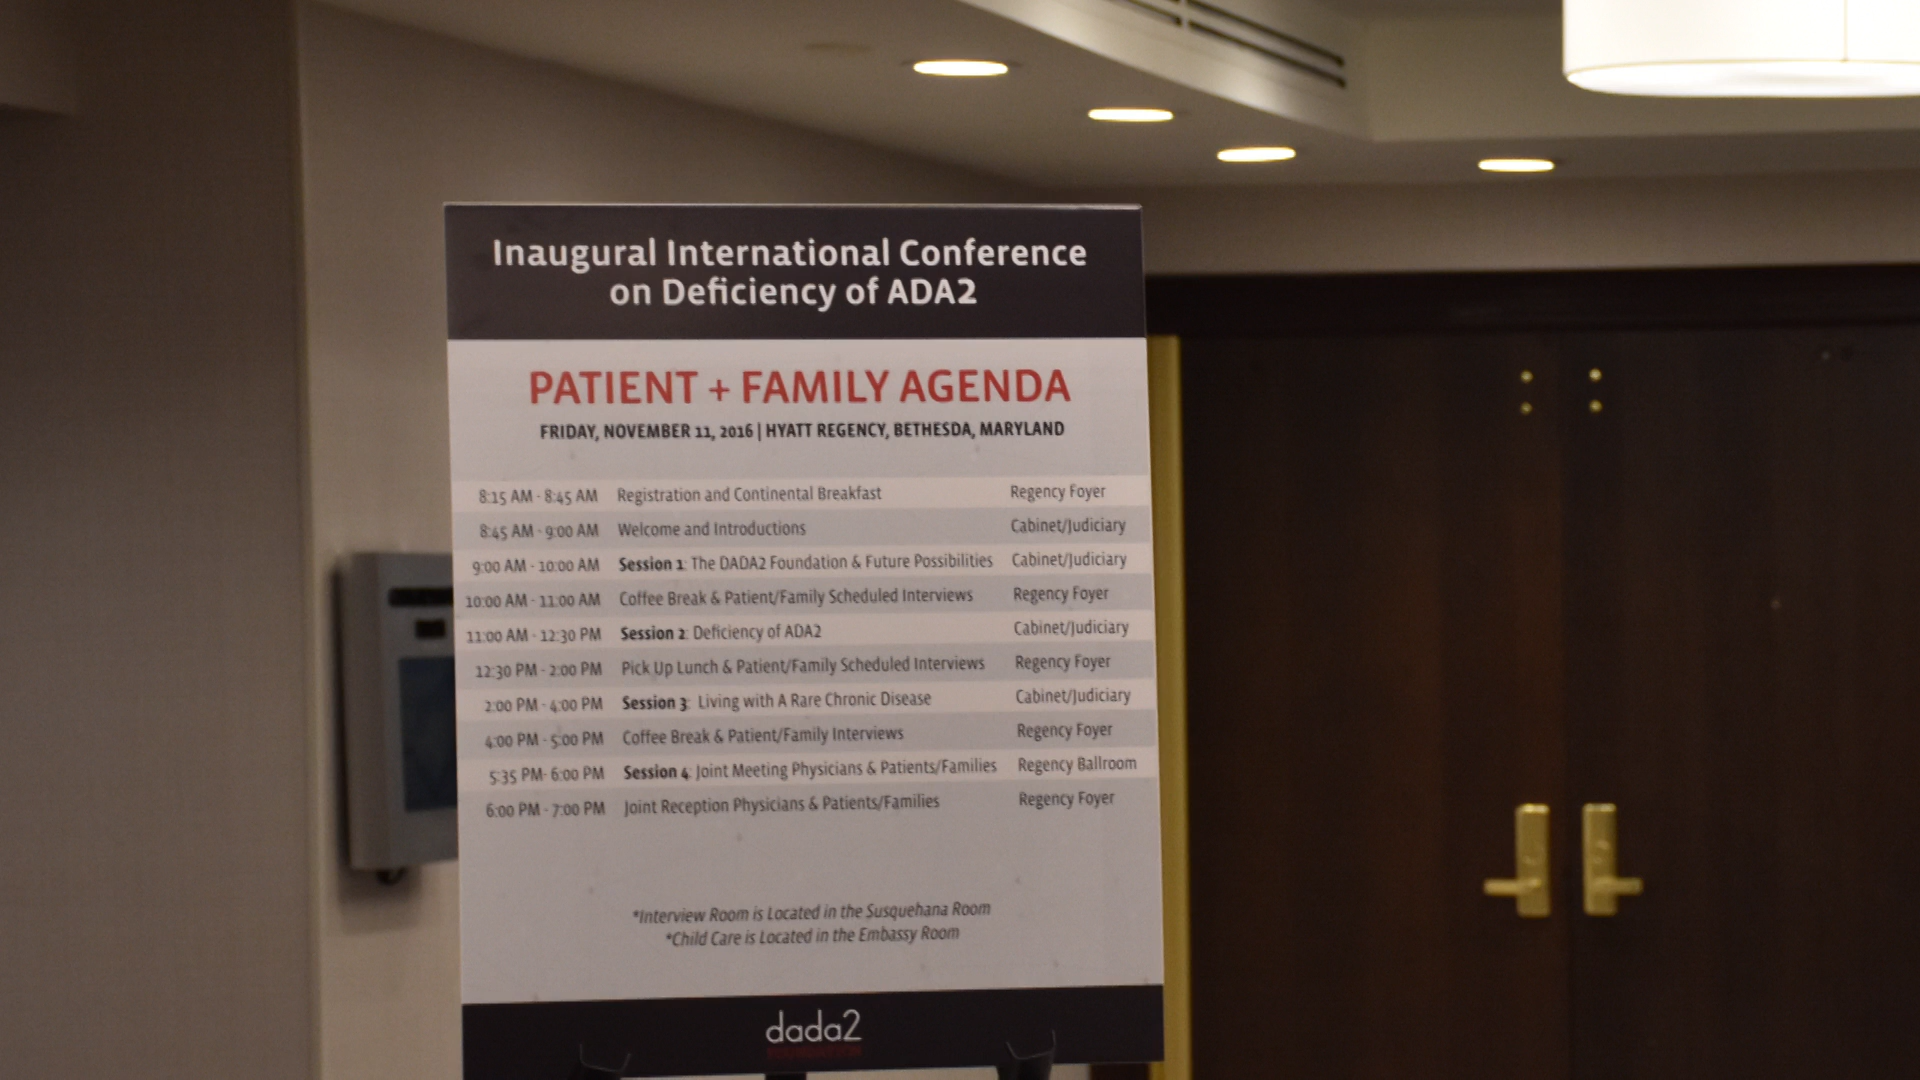 Inaugural International Conference
on Deficiency of ADA2
PATIENT + FAMILY AGENDA
FRIDAY, NOVEMBER 11, 2016 | HYATT REGENCY, BETHESDA, MARYLAND
8:15 AM - 8:45 AM Registration and Continental Breakfast Regency Foyer
8:45 AM - 9:00 AM Welcome and Introductions Cabinet/Judiciary
9:00 AM - 10:00 AM Session 1: The DADA2 Foundation & Future Possibilities Cabinet/Judiciary
10:00 AM - 11:00 AM Coffee Break & Patient/Family Scheduled Interviews Regency Foyer
11:00 AM - 12:30 PM Session 2: Deficiency of ADA2 Cabinet/Judiciary
12:30 PM - 2:00 PM Pick Up Lunch & Patient/Family Scheduled Interviews Regency Foyer
2:00 PM - 4:00 PM Session 3: Living with A Rare Chronic Disease Cabinet/Judiciary
4:00 PM - 5:00 PM Coffee Break & Patient/Family Interviews Regency Foyer
5:35 PM- 6:00 PM Session 4: Joint Meeting Physicians & Patients/Families Regency Ballroom
6:00 PM - 7:00 PM Joint Reception Physicians & Patients/Families Regency Foyer
*Interview Room is Located in the Susquehana Room
*Child Care is Located in the Embassy Room
dada2
FOUNDATION